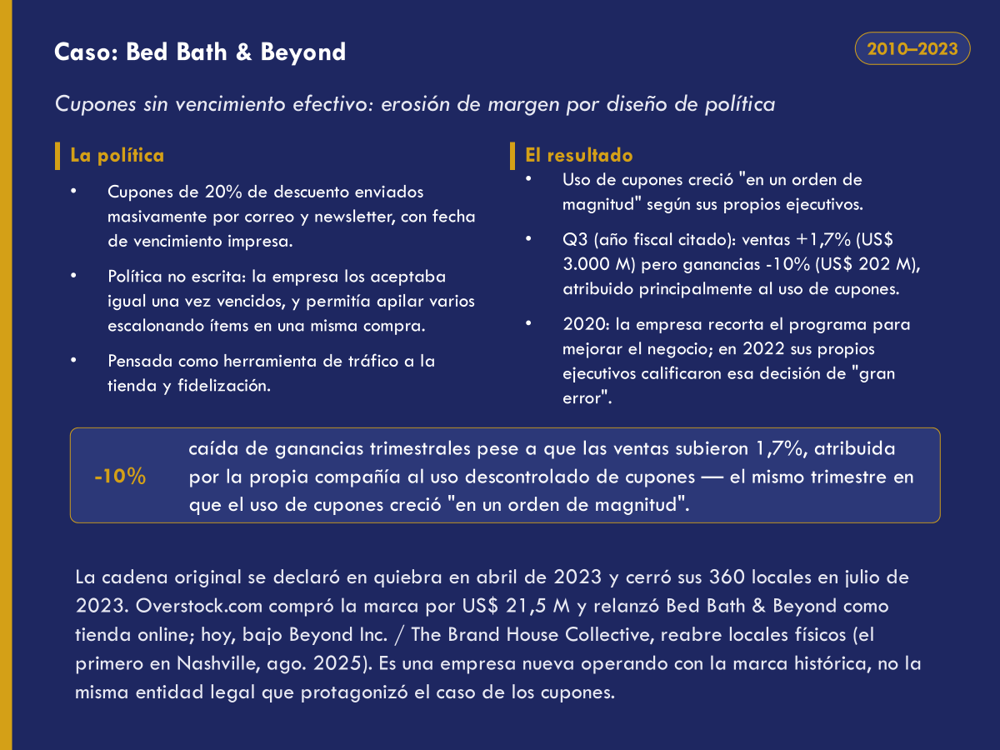 Caso: Bed Bath & Beyond
2010–2023
Cupones sin vencimiento efectivo: erosión de margen por diseño de política
La política
• Cupones de 20% de descuento enviados
masivamente por correo y newsletter, con fecha
de vencimiento impresa.
• Política no escrita: la empresa los aceptaba
igual una vez vencidos, y permitía apilar varios
escalonando ítems en una misma compra.
• Pensada como herramienta de tráfico a la
tienda y fidelización.
El resultado
• Uso de cupones creció "en un orden de
magnitud" según sus propios ejecutivos.
• Q3 (año fiscal citado): ventas +1,7% (US$
3.000 M) pero ganancias -10% (US$ 202 M),
atribuido principalmente al uso de cupones.
• 2020: la empresa recorta el programa para
mejorar el negocio; en 2022 sus propios
ejecutivos calificaron esa decisión de "gran
error".
-10%
caída de ganancias trimestrales pese a que las ventas subieron 1,7%, atribuida
por la propia compañía al uso descontrolado de cupones — el mismo trimestre en
que el uso de cupones creció "en un orden de magnitud".
La cadena original se declaró en quiebra en abril de 2023 y cerró sus 360 locales en julio de
2023. Overstock.com compró la marca por US$ 21,5 M y relanzó Bed Bath & Beyond como
tienda online; hoy, bajo Beyond Inc. / The Brand House Collective, reabre locales físicos (el
primero en Nashville, ago. 2025). Es una empresa nueva operando con la marca histórica, no la
misma entidad legal que protagonizó el caso de los cupones.